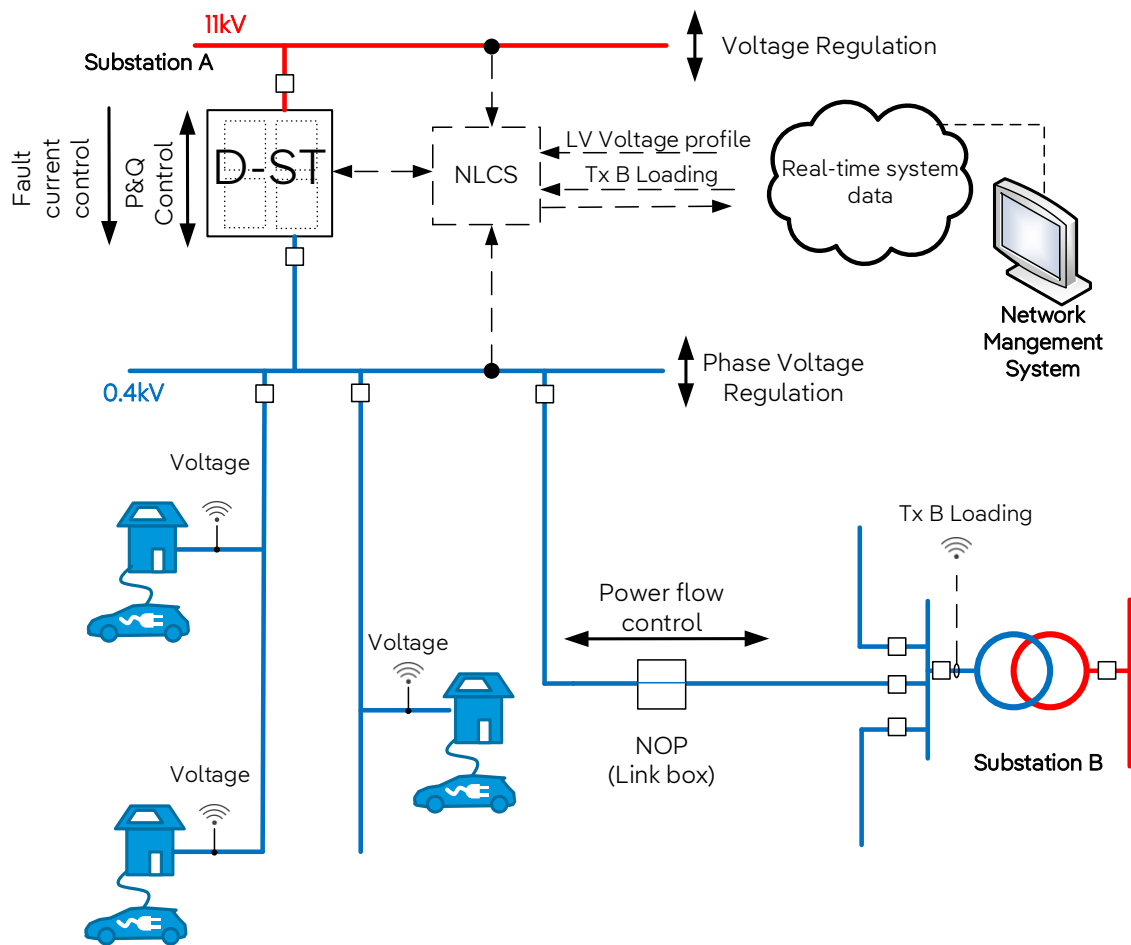 11kV
Voltage Regulation
Substation A
Fault
current
control
P&Q
Control
D-ST
NLCS
LV Voltage profile
Tx B Loading
Real-time system
data
Network
Mangement
System
0.4kV
Phase Voltage
Regulation
Voltage
Tx B Loading
Power flow
control
Voltage
NOP
(Link box)
Substation B
Voltage